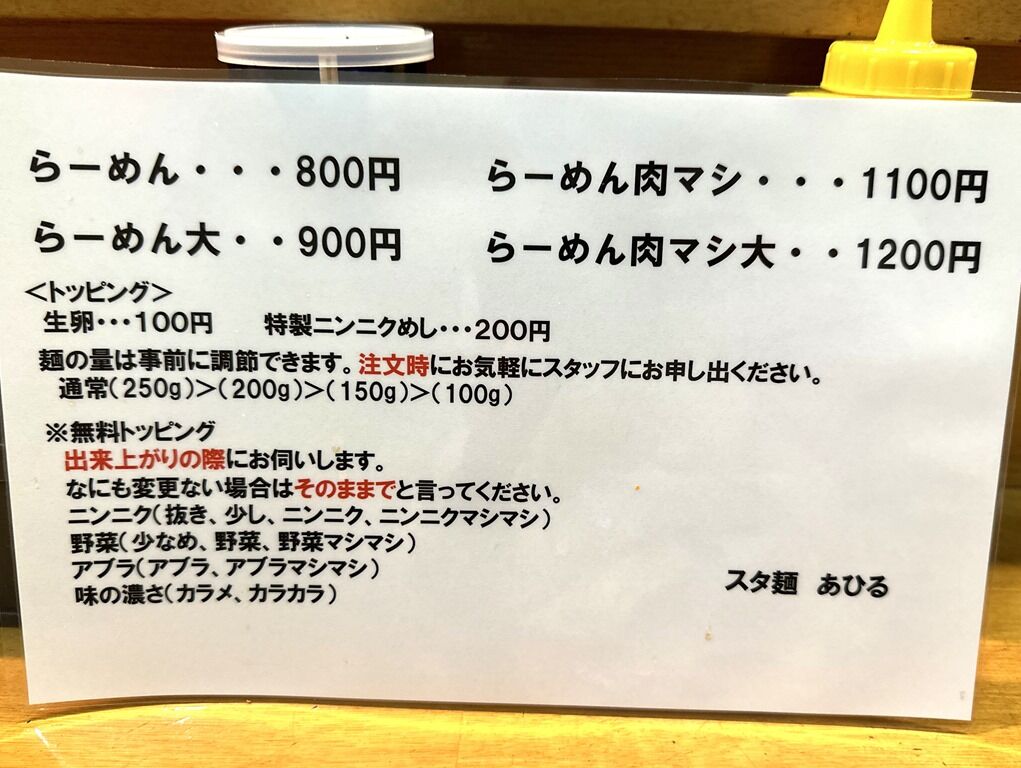 らーめん・・・800円
らーめん肉マシ・・・1100円
らーめん大・・900円
らーめん肉マシ大・・1200円
＜トッピング＞
生卵・・・100円　特製ニンニクめし・・・200円
麺の量は事前に調節できます。注文時にお気軽にスタッフにお申し出ください。
通常（250g）＞（200g）＞（150g）＞（100g）
※無料トッピング
出来上がりの際にお伺いします。
なにも変更ない場合はそのままでと言ってください。
ニンニク（抜き、少し、ニンニク、ニンニクマシマシ）
野菜（少なめ、野菜、野菜マシマシ）
アブラ（アブラ、アブラマシマシ）
味の濃さ（カラメ、カラカラ）
スタ麺　あひる